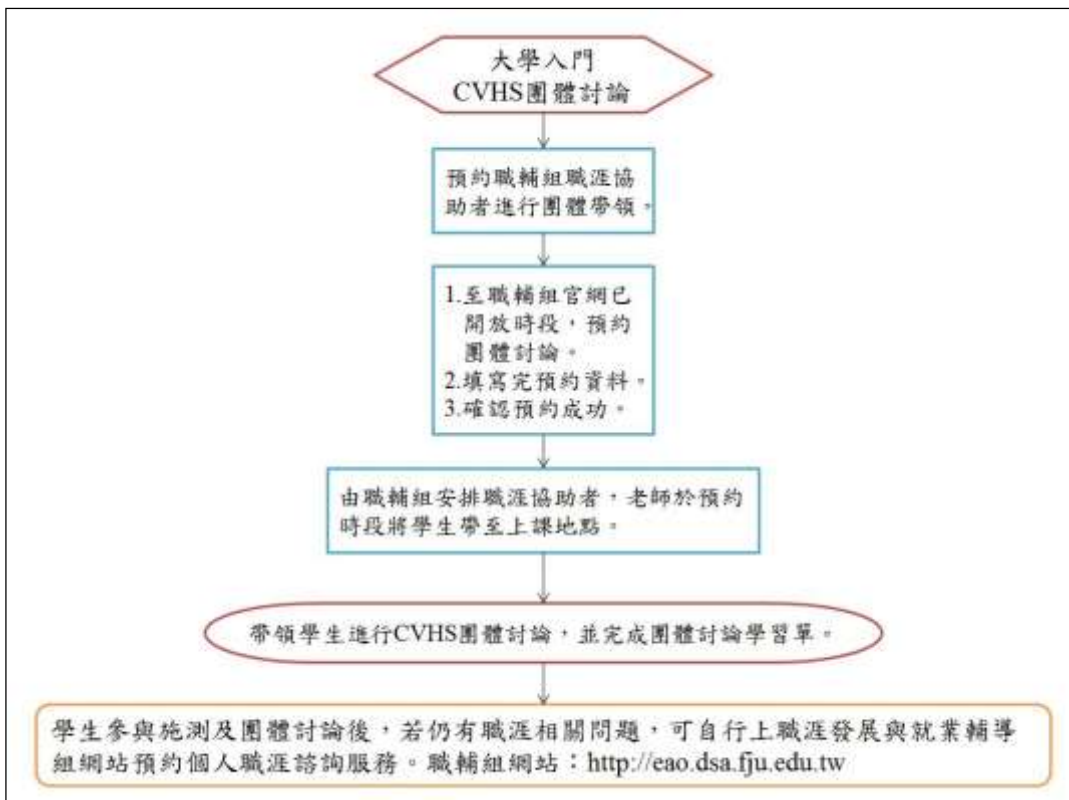 大學入門
CVHS團體討論
預約職輔組職涯協
助者進行團體帶領。
1.至職輔組官網已
開放時段，預約
團體討論。
2.填寫完預約資料。
3.確認預約成功。
由職輔組安排職涯協助者，老師於預約
時段將學生帶至上課地點。
帶領學生進行CVHS團體討論，並完成團體討論學習單。
學生參與施測及團體討論後，若仍有職涯相關問題，可自行上職涯發展與就業輔導
組網站預約個人職涯諮詢服務。職輔組網站：http://eao.dsa.fju.edu.tw